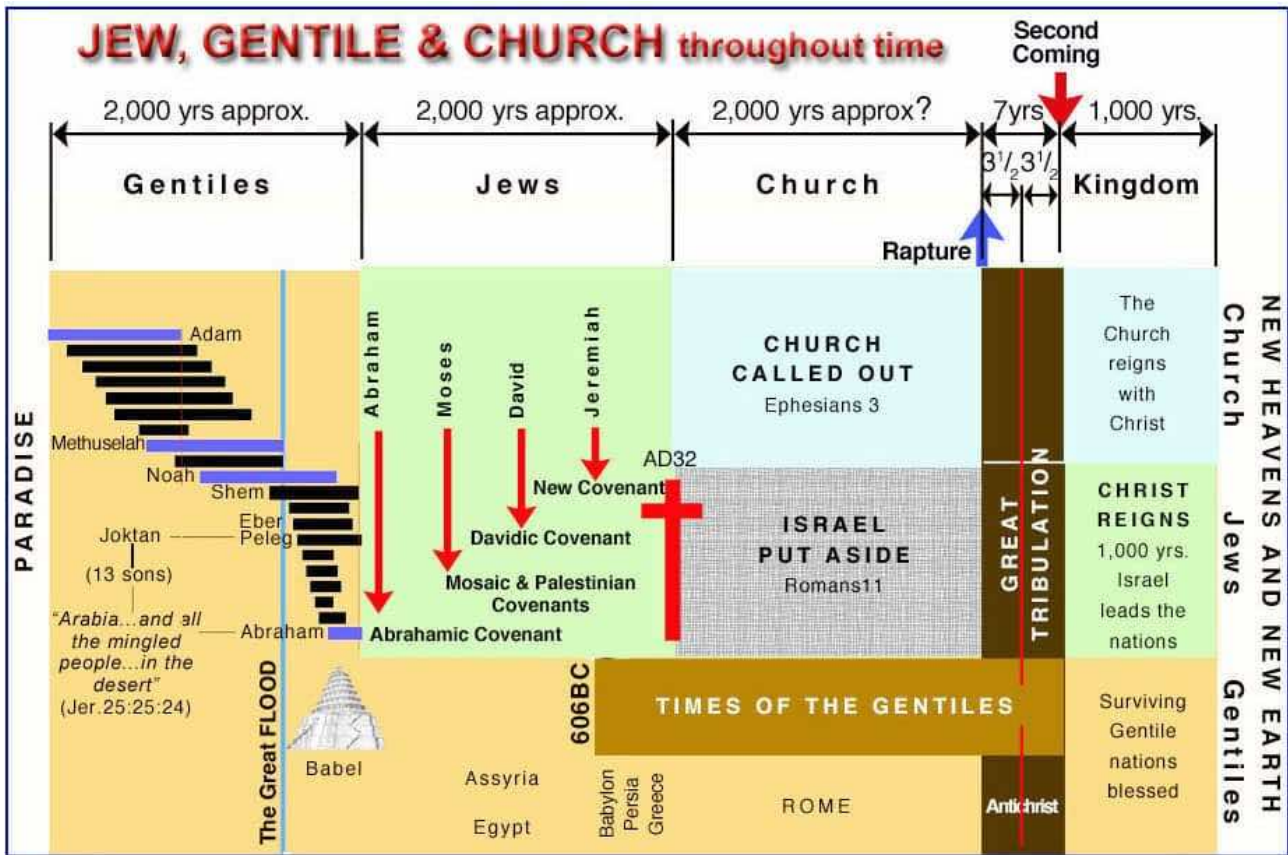 JEW, GENTILE & CHURCH throughout time
Second
Coming
2,000 yrs approx.
2,000 yrs approx.
2,000 yrs approx?
7yrs
1,000 yrs.
3 1/2
3 1/2
Gentiles
Jews
Church
Kingdom
Rapture
PARADISE
Adam
Methuselah
Noah
Shem
Eber
Peleg
Joktan
(13 sons)
"Arabia...and all
the mingled
people...in the
desert"
(Jer.25:25:24)
Abraham
The Great FLOOD
Babel
Abraham
Moses
David
Jeremiah
AD32
New Covenant
Davidic Covenant
Mosaic & Palestinian
Covenants
Abrahamic Covenant
606BC
Assyria
Egypt
Babylon
Persia
Greece
CHURCH
CALLED OUT
Ephesians 3
ISRAEL
PUT ASIDE
Romans11
TIMES OF THE GENTILES
ROME
GREAT
TRIBULATION
Antichrist
The
Church
reigns
with
Christ
CHRIST
REIGNS
1,000 yrs.
Israel
leads the
nations
Surviving
Gentile
nations
blessed
Church
Jews
Gentiles
NEW HEAVENS AND NEW EARTH